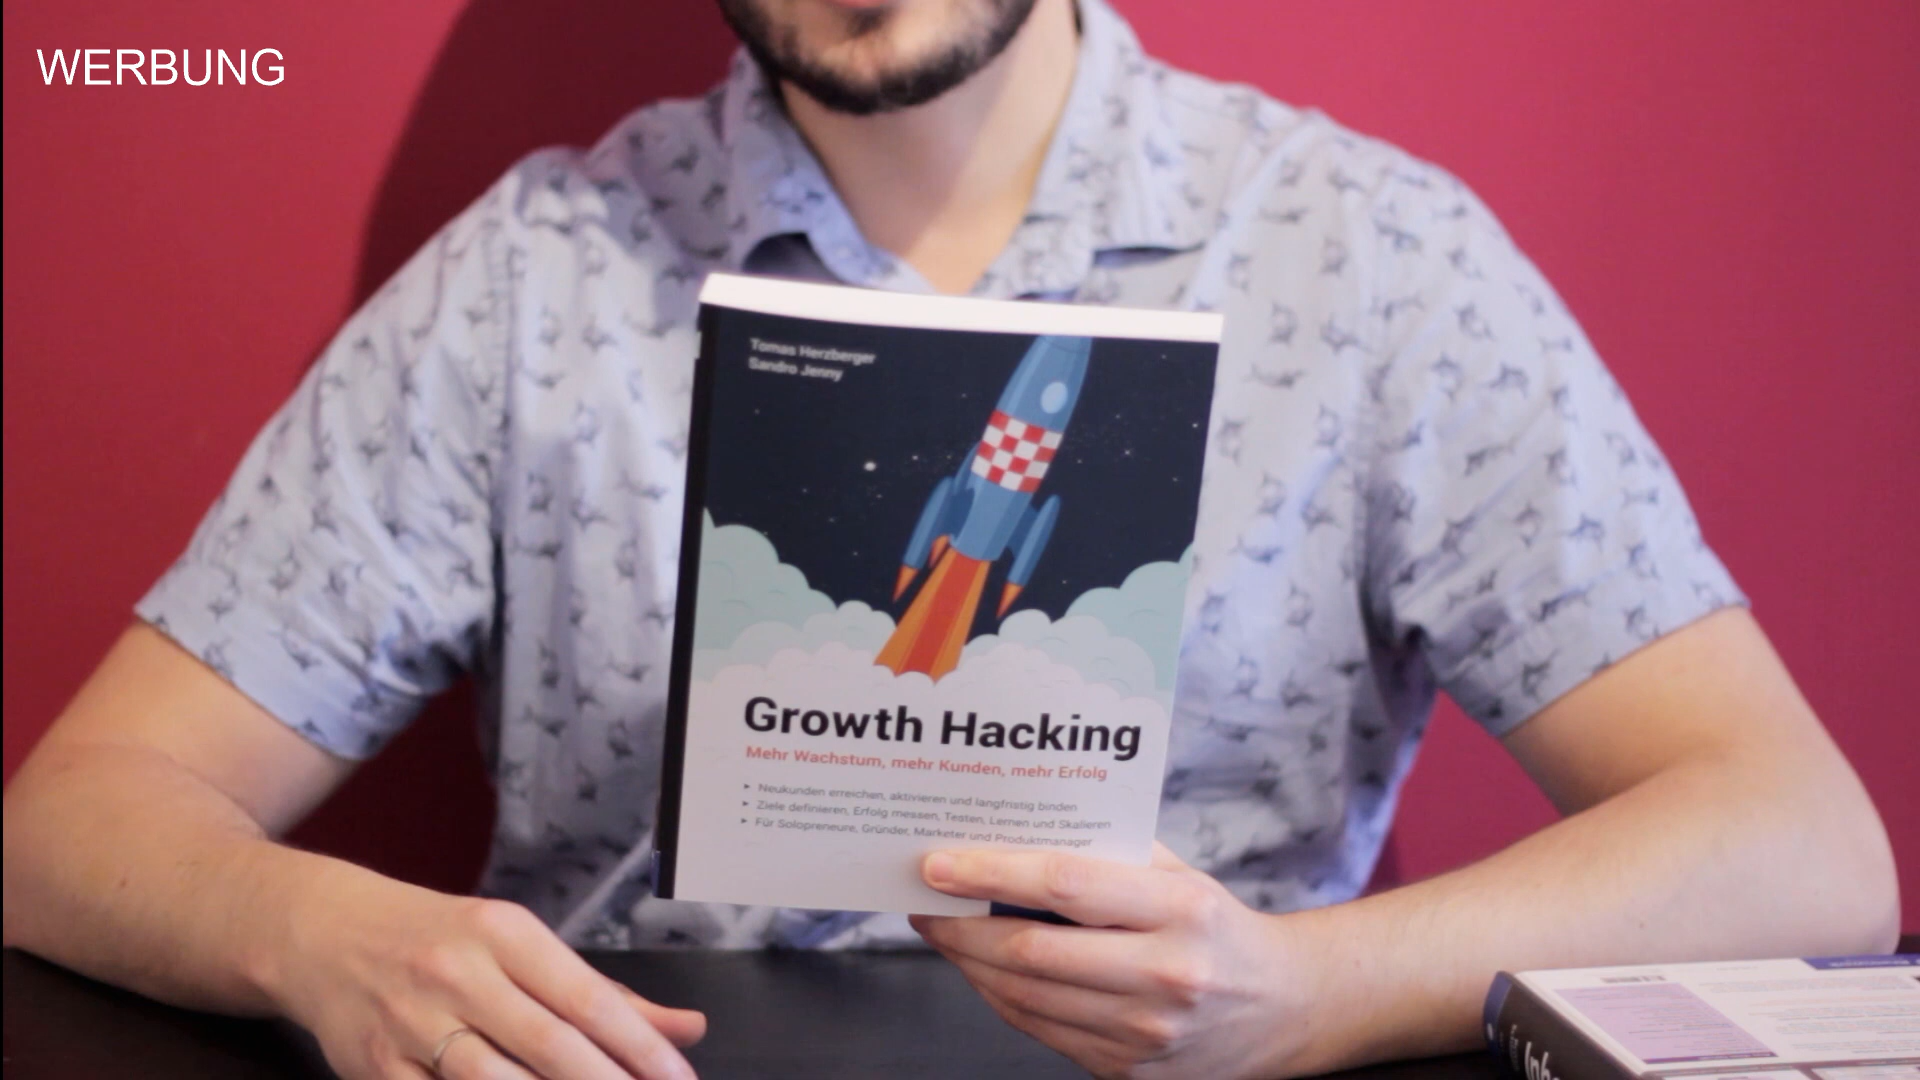 WERBUNG
Tomas Herzberger
Sandro Jenny
Growth Hacking
Mehr Wachstum, mehr Kunden, mehr Erfolg
► Neukunden erreichen, aktivieren und langfristig binden
► Ziele definieren, Erfolg messen, Testen, Lernen und Skalieren
► Für Solopreneure, Gründer, Marketer und Produktmanager